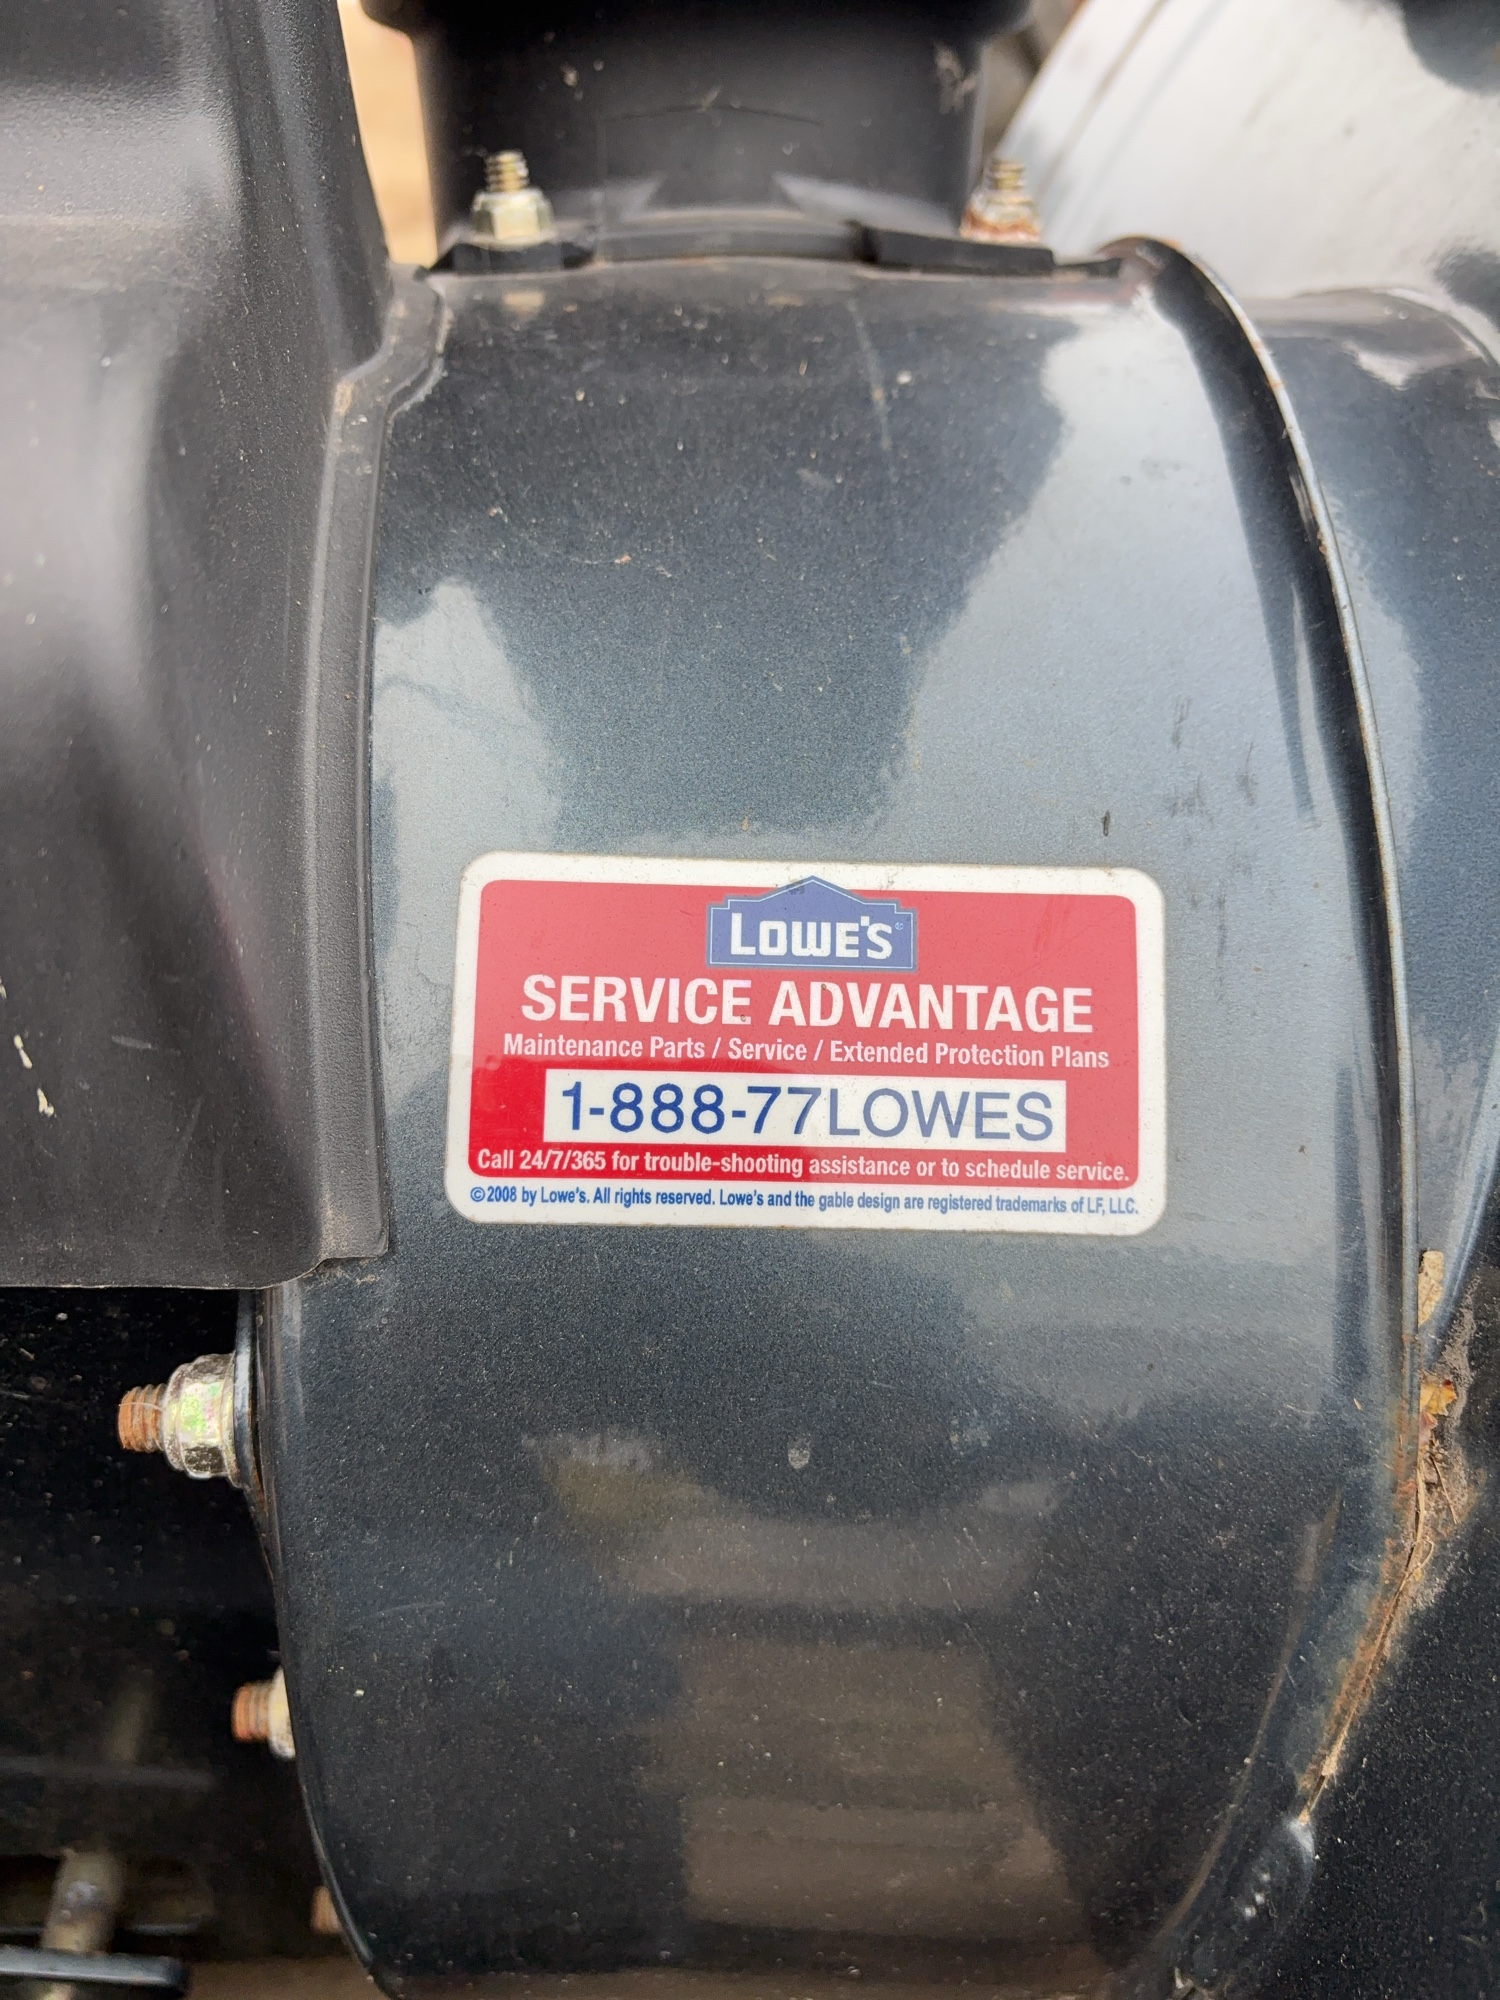 LOWE'S®
SERVICE ADVANTAGE
Maintenance Parts / Service / Extended Protection Plans
1-888-77LOWES
Call 24/7/365 for trouble-shooting assistance or to schedule service.
©2008 by Lowe's. All rights reserved. Lowe's and the gable design are registered trademarks of LF, LLC.